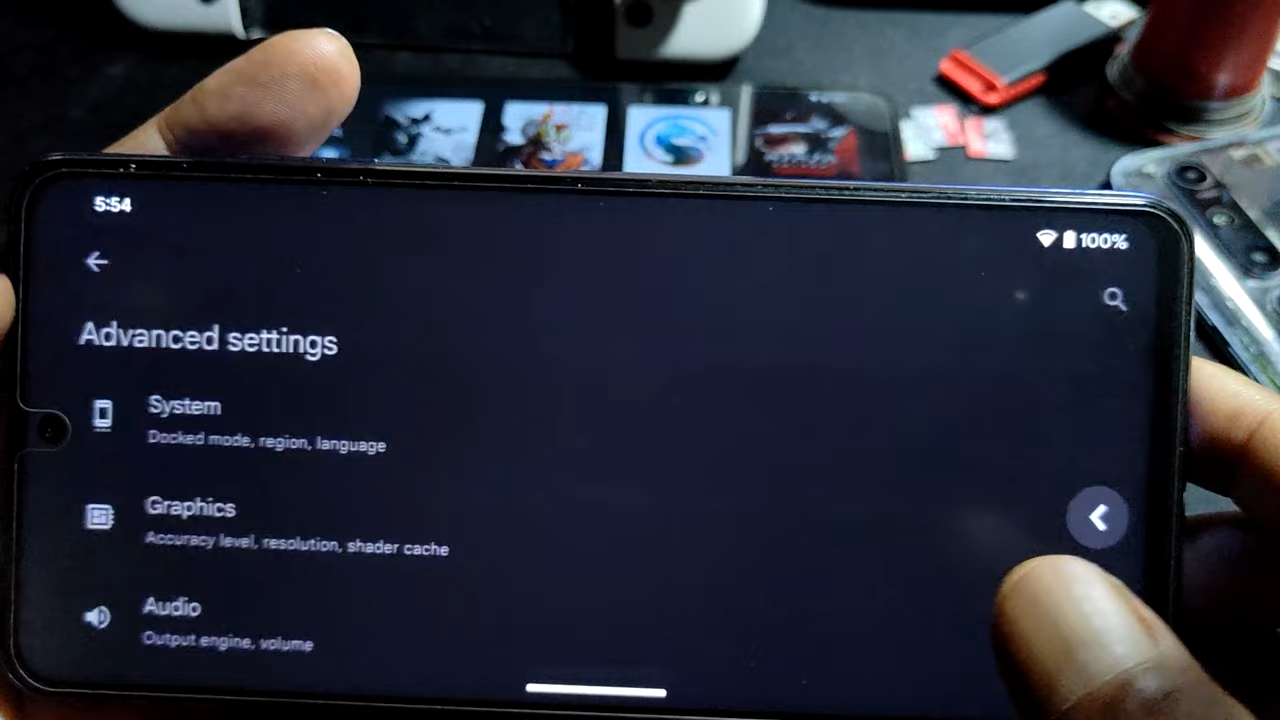 5:54
100%
Advanced settings
System
Docked mode, region, language
Graphics
Accuracy level, resolution, shader cache
Audio
Output engine, volume